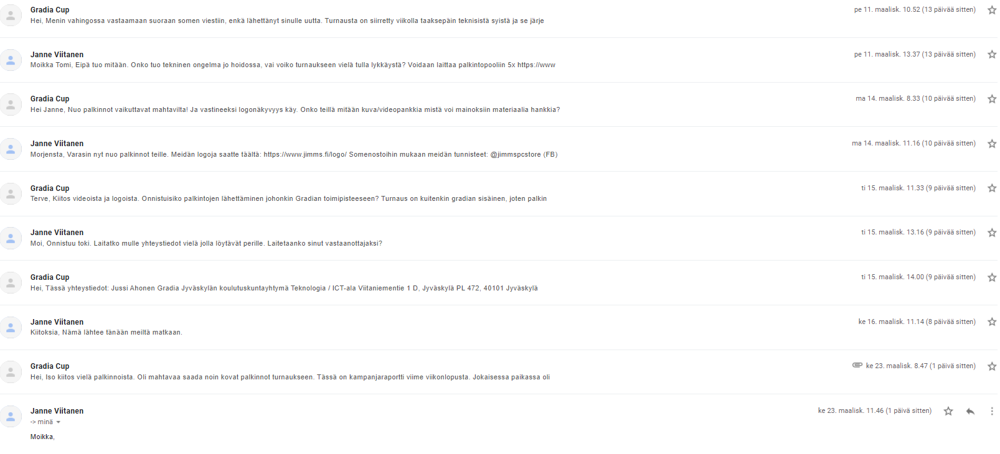 Gradia Cup
pe 11. maalisk. 10.52 (13 päivää sitten)
Hei, Menin vahingossa vastaamaan suoraan somen viestiin, enkä lähettänyt sinulle uutta. Turnausta on siirretty viikolla taaksepäin teknisistä syistä ja se järje
Janne Viitanen
pe 11. maalisk. 13.37 (13 päivää sitten)
Moikka Tomi, Eipä tuo mitään. Onko tuo tekninen ongelma jo hoidossa, vai voiko turnaukseen vielä tulla lykkäystä? Voidaan laittaa palkintopooliin 5x https://www
Gradia Cup
ma 14. maalisk. 8.33 (10 päivää sitten)
Hei Janne, Nuo palkinnot vaikuttavat mahtavilta! Ja vastineeksi logonäkyvyys käy. Onko teillä mitään kuva/videopankkia mistä voi mainoksiin materiaalia hankkia?
Janne Viitanen
ma 14. maalisk. 11.16 (10 päivää sitten)
Morjensta, Varasin nyt nuo palkinnot teille. Meidän logoja saatte täältä: https://www.jimms.fi/logo/ Somenostoihin mukaan meidän tunnisteet: @jimmspcstore (FB)
Gradia Cup
ti 15. maalisk. 11.33 (9 päivää sitten)
Terve, Kiitos videoista ja logoista. Onnistuisiko palkintojen lähettäminen johonkin Gradian toimipisteeseen? Turnaus on kuitenkin gradian sisäinen, joten palkin
Janne Viitanen
ti 15. maalisk. 13.16 (9 päivää sitten)
Moi, Onnistuu toki. Laitatko mulle yhteystiedot vielä jolla löytävät perille. Laitetaanko sinut vastaanottajaksi?
Gradia Cup
ti 15. maalisk. 14.00 (9 päivää sitten)
Hei, Tässä yhteystiedot: Jussi Ahonen Gradia Jyväskylän koulutuskuntayhtymä Teknologia / ICT-ala Viitaniementie 1 D, Jyväskylä PL 472, 40101 Jyväskylä
Janne Viitanen
ke 16. maalisk. 11.14 (8 päivää sitten)
Kiitoksia, Nämä lähtee tänään meiltä matkaan.
Gradia Cup
ke 23. maalisk. 8.47 (1 päivä sitten)
Hei, Iso kiitos vielä palkinnoista. Oli mahtavaa saada noin kovat palkinnot turnaukseen. Tässä on kampanjaraportti viime viikonlopusta. Jokaisessa paikassa oli
Janne Viitanen
ke 23. maalisk. 11.46 (1 päivä sitten)
-> minä
Moikka,